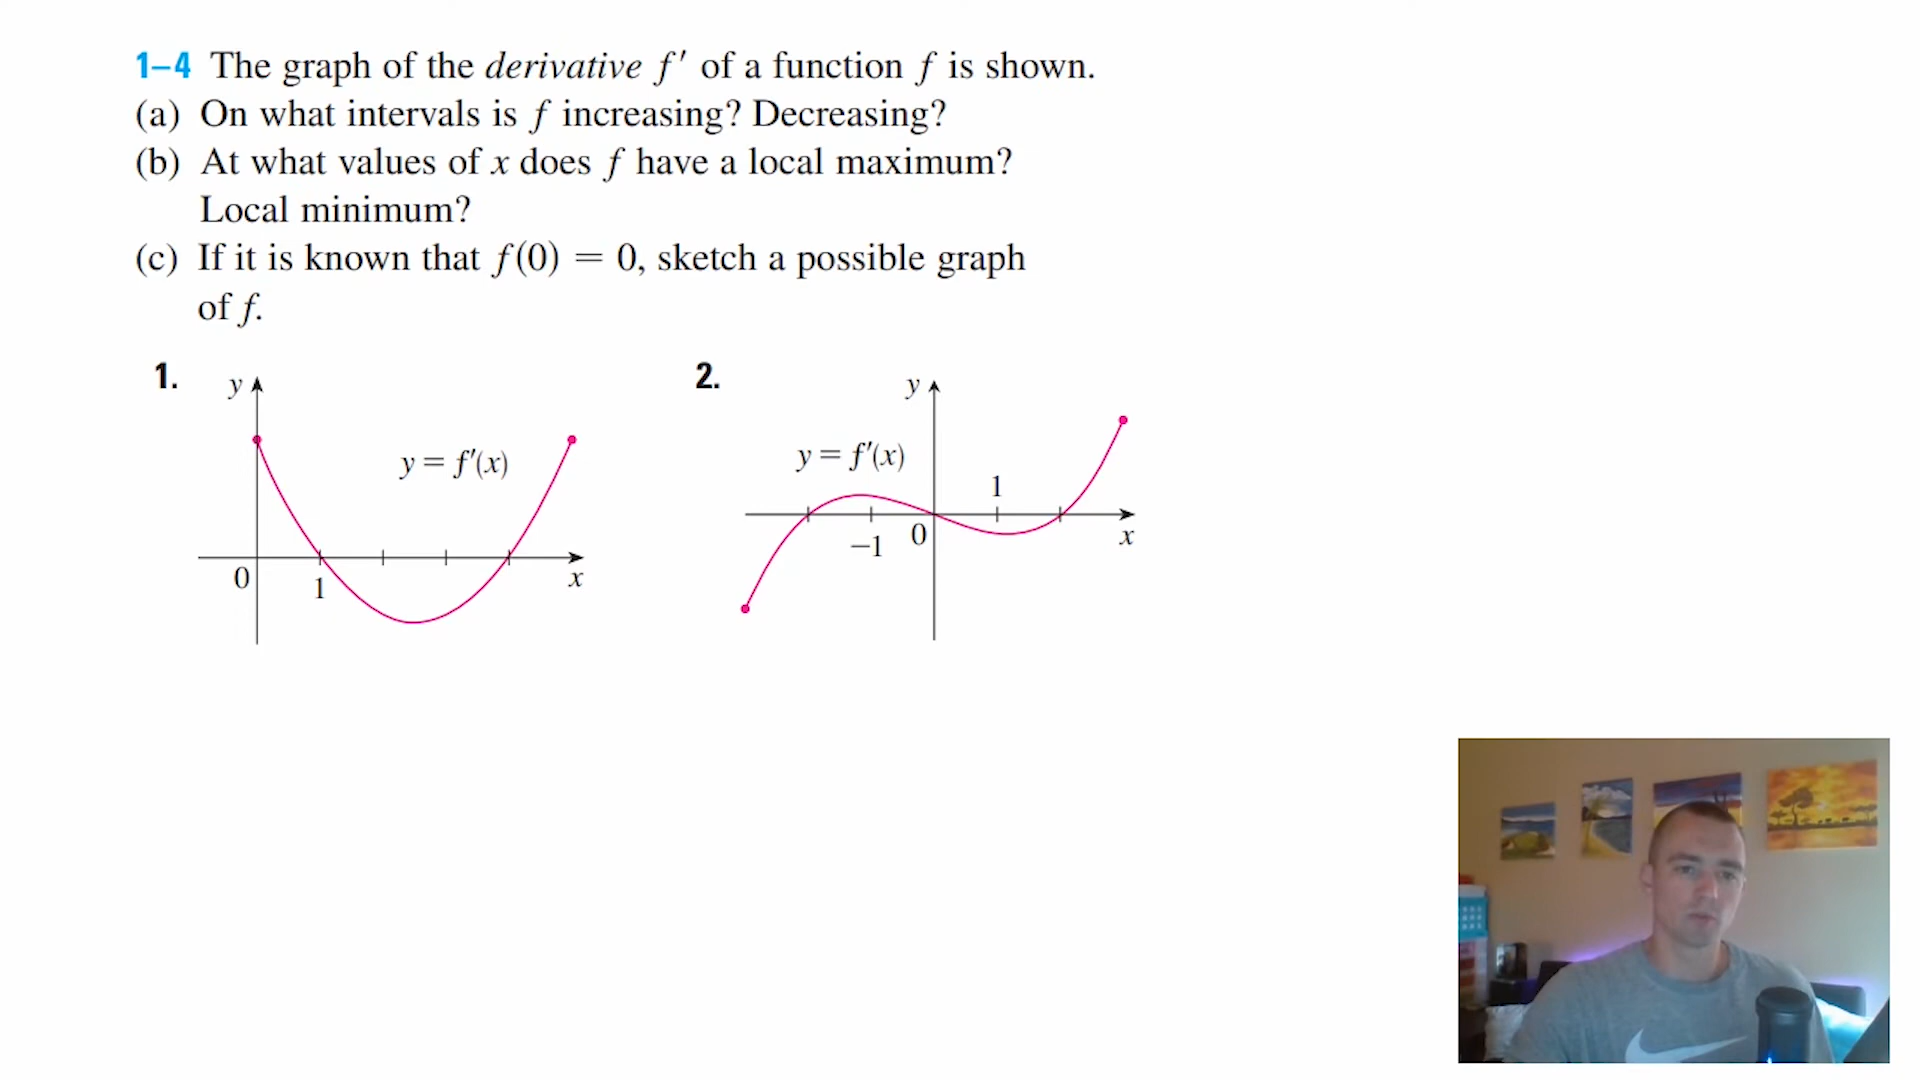 1–4 The graph of the derivative f′ of a function f is shown.
(a) On what intervals is f increasing? Decreasing?
(b) At what values of x does f have a local maximum?
Local minimum?
(c) If it is known that f(0) = 0, sketch a possible graph
of f.
1.
y
y = f′(x)
0
1
x
2.
y
y = f′(x)
1
−1
0
x